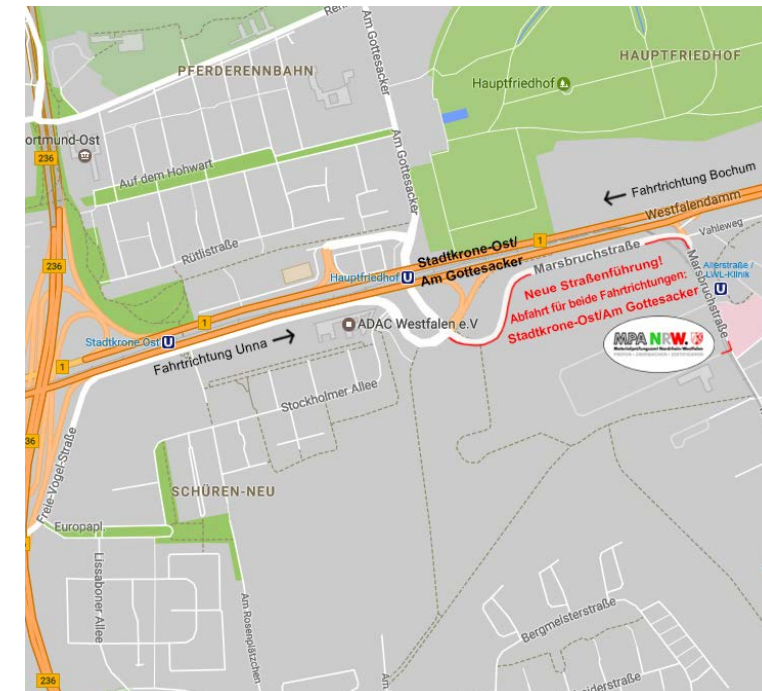 Am Gottesacker
PFERDERENNBAHN
HAUPTFRIEDHOF
Hauptfriedhof
ortmund-Ost
236
Am Gottesacker
Auf dem Hohwart
Fahrtrichtung Bochum
Westfalendamm
Vahleweg
Rütlistraße
Stadtkrone-Ost/
Am Gottesacker
1
Marsbruchstraße
236
Hauptfriedhof U
Neue Straßenführung!
Abfahrt für beide Fahrtrichtungen:
Stadtkrone-Ost/Am Gottesacker
Allerstraße /
LWL-Klinik
U
Marsbruchstraße
1
ADAC Westfalen e.V
MPA NRW.
Stadtkrone Ost U
Fahrtrichtung Unna
1
Stockholmer Allee
36
Freie-Vogel-Straße
SCHÜREN-NEU
Europapl.
Lissaboner Allee
Am Rosenplätzchen
Bergmeisterstraße
236
Am